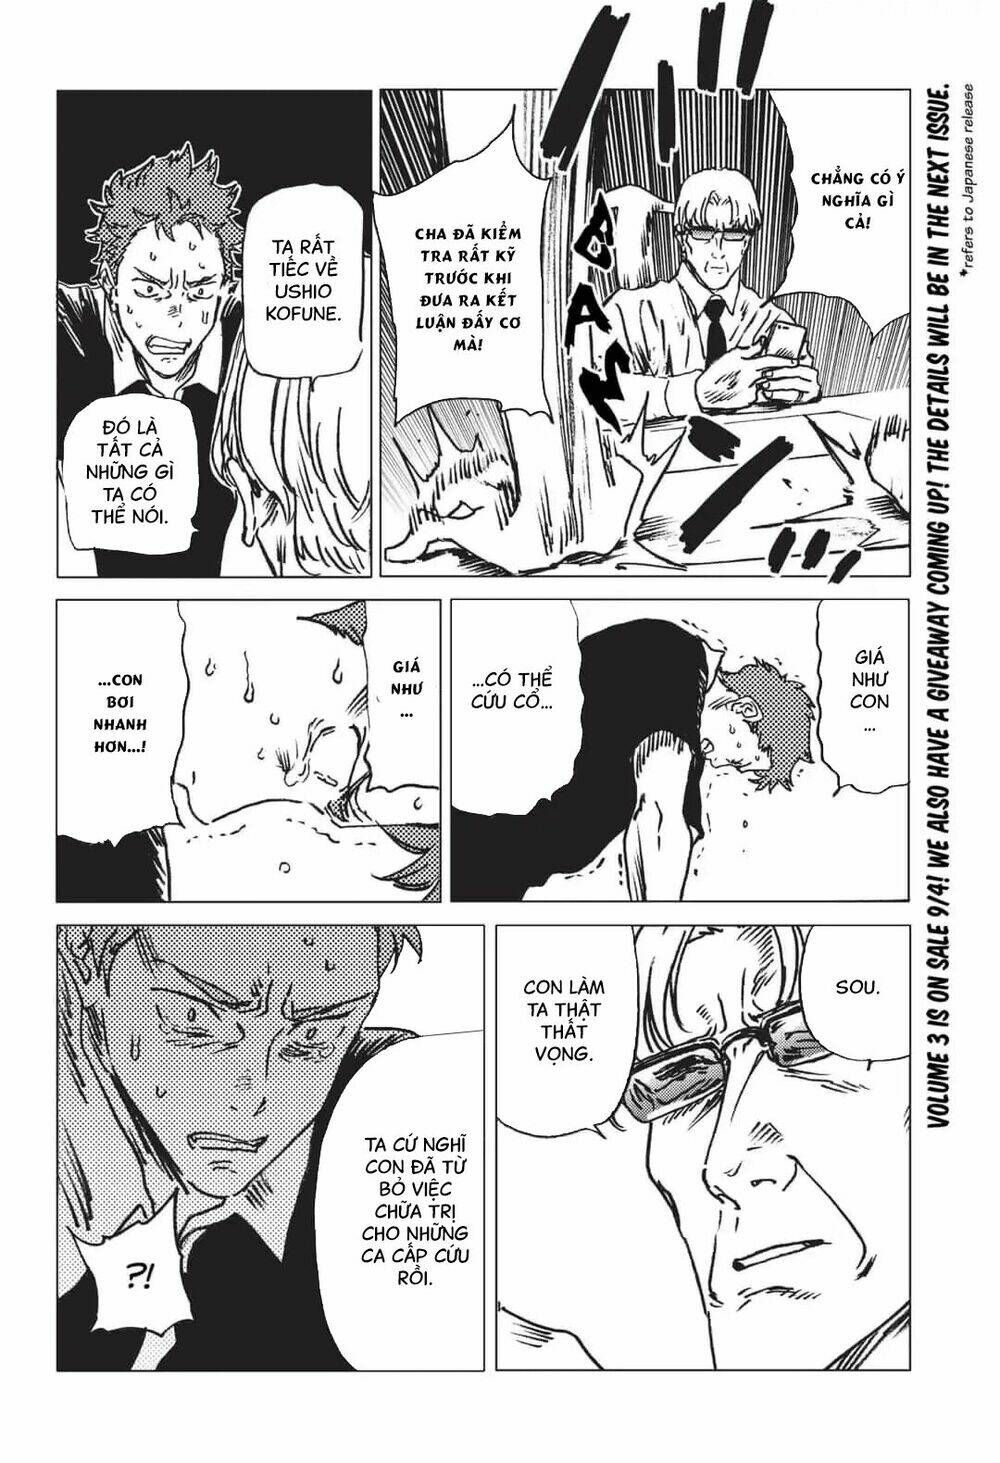 CHẲNG CÓ Ý
NGHĨA GÌ
CẢ!
CHA ĐÃ KIỂM
TRA RẤT KỸ
TRƯỚC KHI
ĐƯA RA KẾT
LUẬN ĐẤY CƠ
MÀ!
BAM
TA RẤT
TIẾC VỀ
USHIO
KOFUNE.
ĐÓ LÀ
TẤT CẢ
NHỮNG GÌ
TA CÓ
THỂ NÓI.
GIÁ
NHƯ
CON
...
...CÓ THỂ
CỨU CỔ...
GIÁ
NHƯ
...
...CON
BƠI
NHANH
HƠN...!
SOU.
CON LÀM
TA THẬT
THẤT
VỌNG.
TA CỨ NGHĨ
CON ĐÃ TỪ
BỎ VIỆC
CHỮA TRỊ
CHO NHỮNG
CA CẤP CỨU
RỒI.
?!
VOLUME 3 IS ON SALE 9/4! WE ALSO HAVE A GIVEAWAY COMING UP! THE DETAILS WILL BE IN THE NEXT ISSUE.
*refers to Japanese release